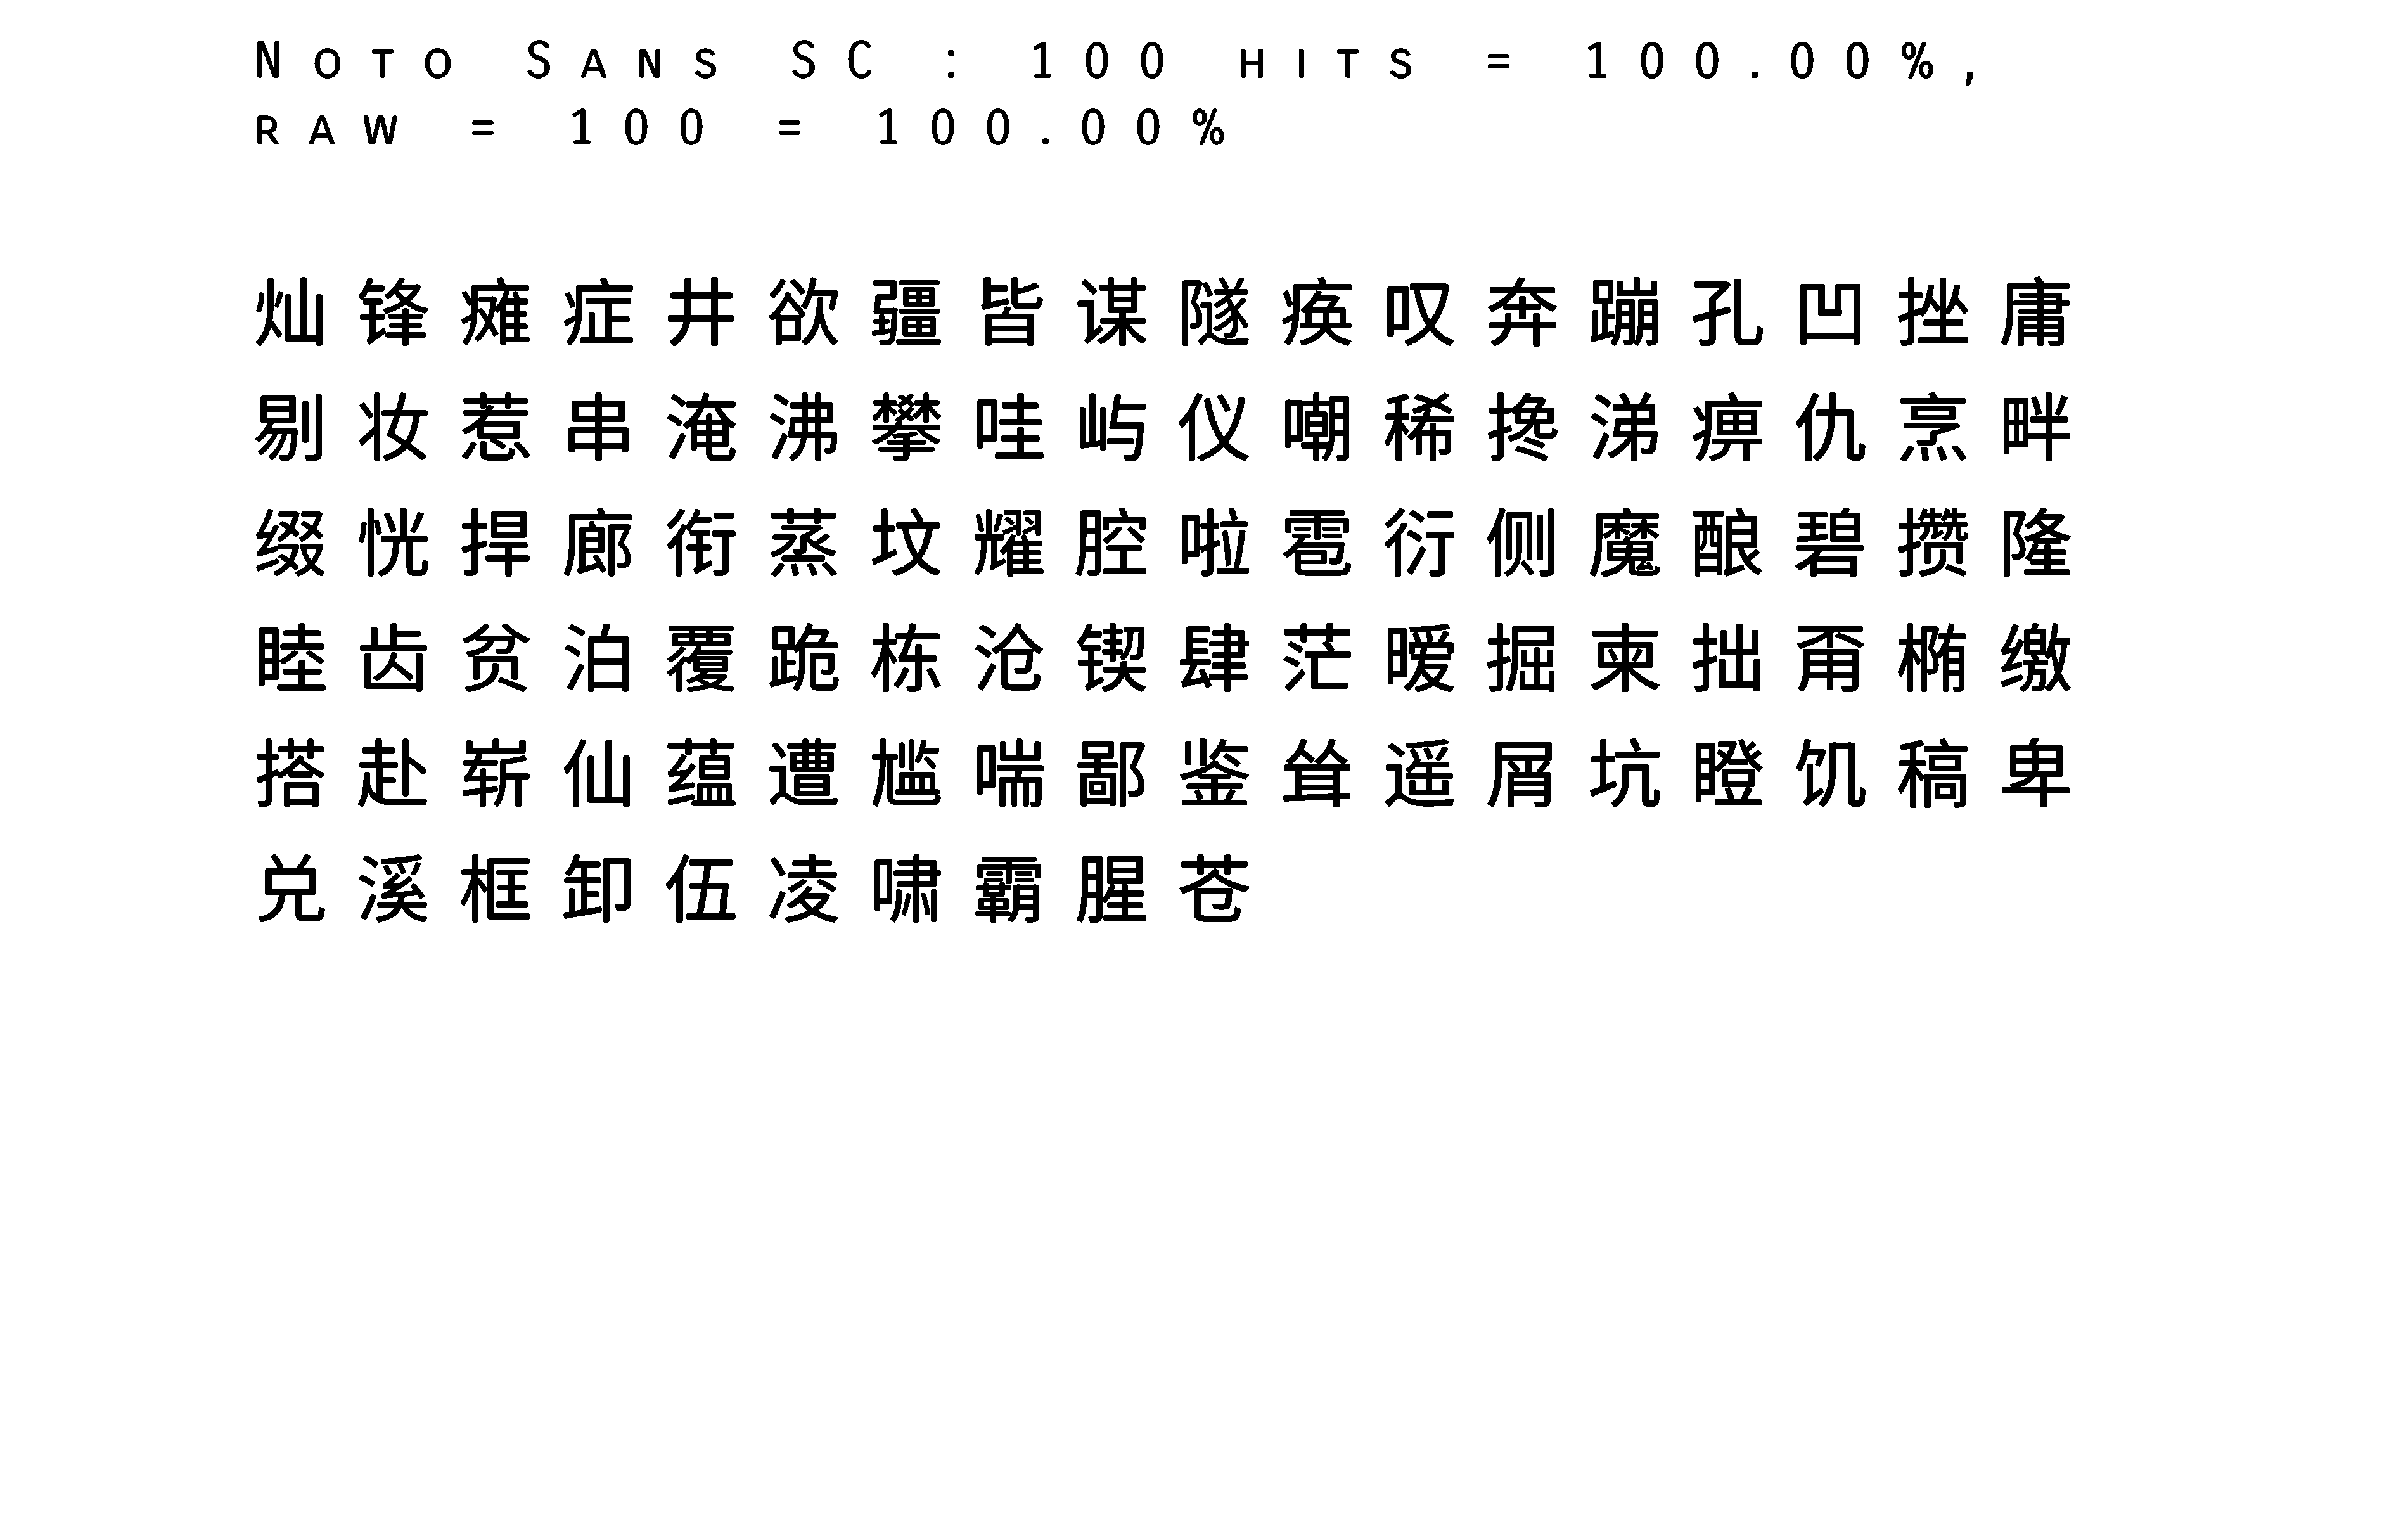 Noto Sans SC : 100 hits = 100.00%,
raw = 100 = 100.00%
灿锋瘫症井欲疆皆谋隧痪叹奔蹦孔凹挫庸
剔妆惹串淹沸攀哇屿仪嘲稀搀涕痹仇烹畔
缀恍捍廊衔蒸坟耀腔啦雹衍侧魔酿碧攒隆
睦齿贫泊覆跪栋沧锲肆茫暧掘柬拙甭椭缴
搭赴崭仙蕴遭尴喘鄙鉴耸遥屑坑瞪饥稿卑
兑溪框卸伍凌啸霸腥苍